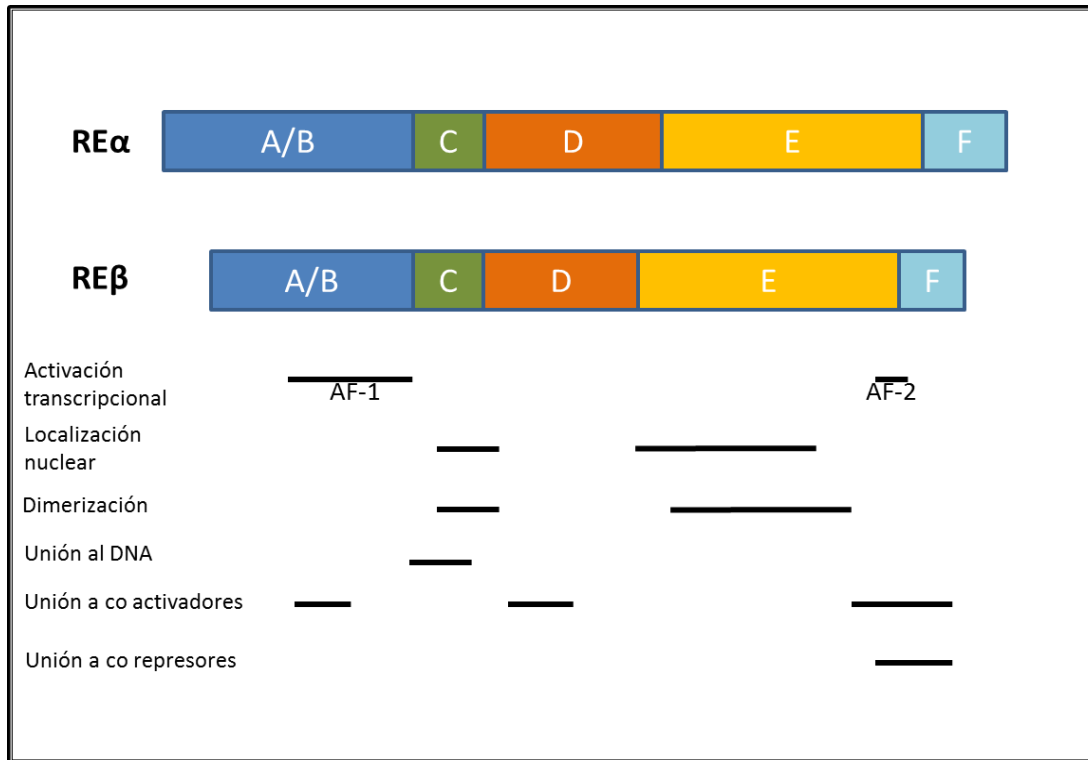 REα A/B C D E F
REβ A/B C D E F
Activación
transcripcional
AF-1 AF-2
Localización
nuclear
Dimerización
Unión al DNA
Unión a co activadores
Unión a co represores